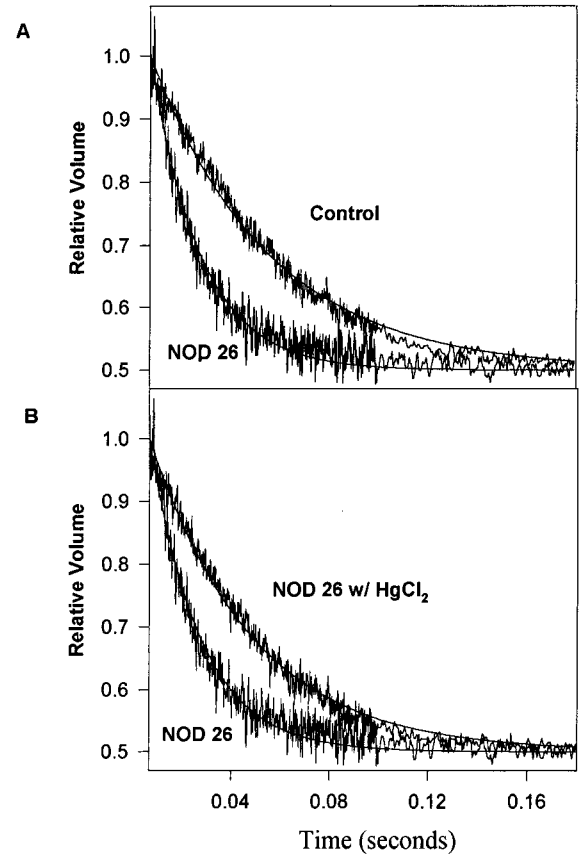 A
1.0
0.9
0.8
0.7
0.6
0.5
Relative Volume
Control
NOD 26
B
1.0
0.9
0.8
0.7
0.6
0.5
Relative Volume
NOD 26 w/ HgCl₂
NOD 26
0.04 0.08 0.12 0.16
Time (seconds)